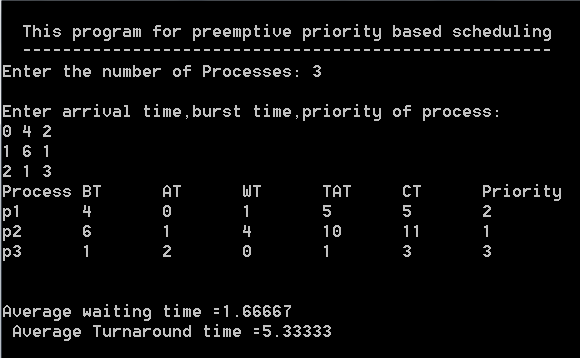 This program for preemptive priority based scheduling
-----------------------------------------------------
Enter the number of Processes: 3
Enter arrival time,burst time,priority of process:
0 4 2
1 6 1
2 1 3
Process BT AT WT TAT CT Priority
p1 4 0 1 5 5 2
p2 6 1 4 10 11 1
p3 1 2 0 1 3 3
Average waiting time =1.66667
Average Turnaround time =5.33333